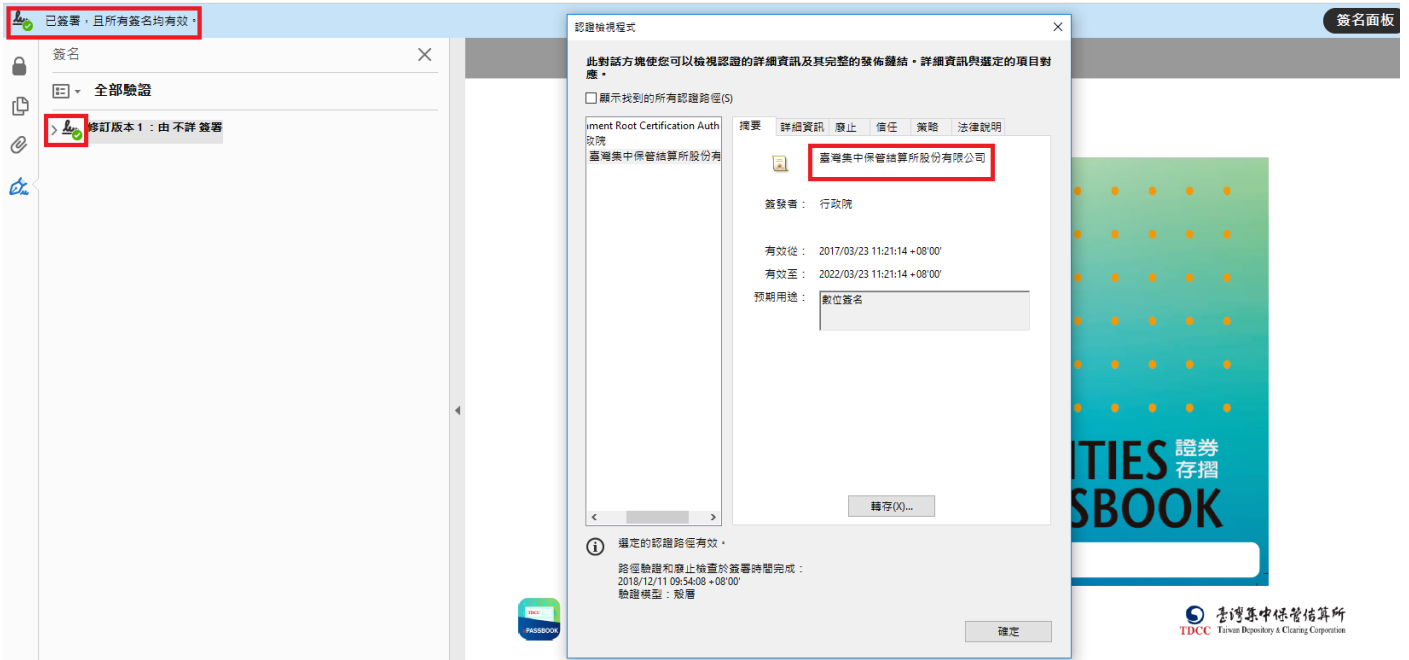 已簽署，且所有簽名均有效。
簽名面板
簽名
全部驗證
修訂版本 1 ：由 不詳 簽署
認證檢視程式
此對話方塊使您可以檢視認證的詳細資訊及其完整的發佈鏈結。詳細資訊與選定的項目對
應。
顯示找到的所有認證路徑(S)
nment Root Certification Auth
政院
臺灣集中保管結算所股份有
摘要 詳細資訊 廢止 信任 策略 法律說明
臺灣集中保管結算所股份有限公司
簽發者： 行政院
有效從： 2017/03/23 11:21:14 +08'00'
有效至： 2022/03/23 11:21:14 +08'00'
預期用途： 數位簽名
轉存(X)...
選定的認證路徑有效。
路徑驗證和廢止檢查於簽署時間完成：
2018/12/11 09:54:08 +08'00'
驗證模型：殼層
確定
ITIES 證券
存摺
SBOOK
TDCC
PASSBOOK
臺灣集中保管結算所
TDCC Taiwan Depository & Clearing Corporation